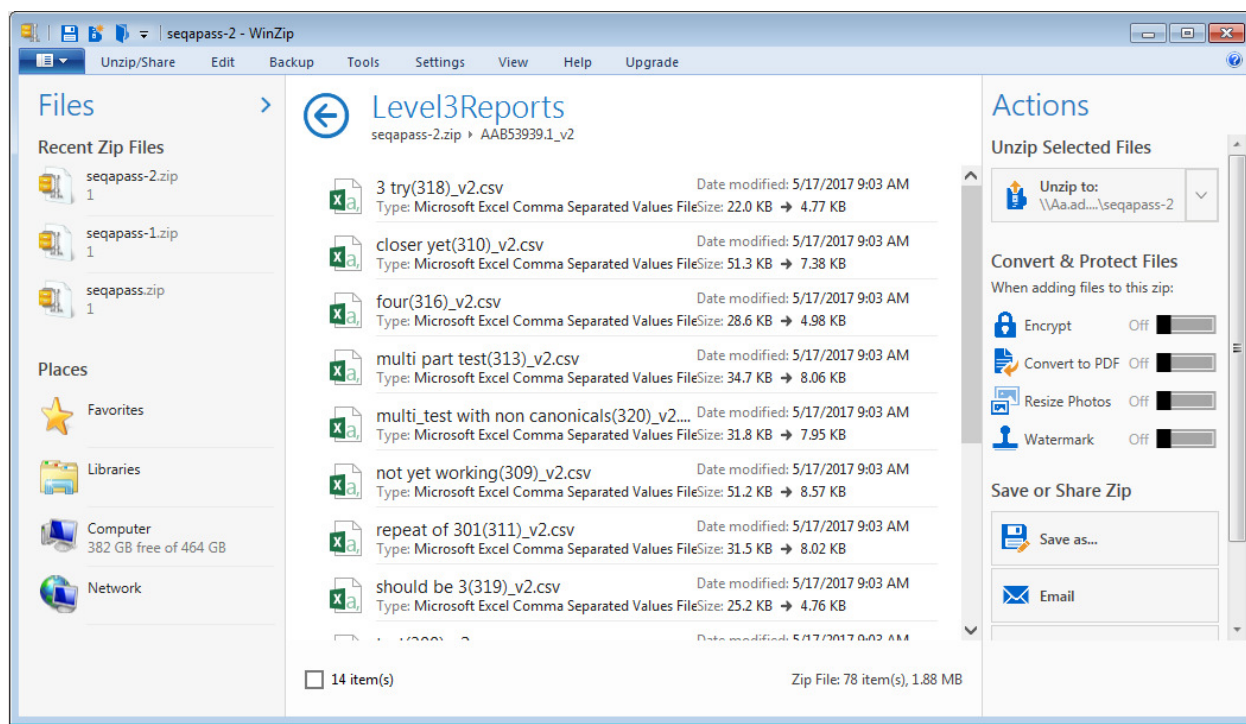 seqapass-2 - WinZip
Unzip/Share Edit Backup Tools Settings View Help Upgrade
Files
Recent Zip Files
seqapass-2.zip
1
seqapass-1.zip
1
seqapass.zip
1
Places
Favorites
Libraries
Computer
382 GB free of 464 GB
Network
Level3Reports
seqapass-2.zip AAB53939.1_v2
3 try(318)_v2.csv Date modified: 5/17/2017 9:03 AM
Type: Microsoft Excel Comma Separated Values File Size: 22.0 KB → 4.77 KB
closer yet(310)_v2.csv Date modified: 5/17/2017 9:03 AM
Type: Microsoft Excel Comma Separated Values File Size: 51.3 KB → 7.38 KB
four(316)_v2.csv Date modified: 5/17/2017 9:03 AM
Type: Microsoft Excel Comma Separated Values File Size: 28.6 KB → 4.98 KB
multi part test(313)_v2.csv Date modified: 5/17/2017 9:03 AM
Type: Microsoft Excel Comma Separated Values File Size: 34.7 KB → 8.06 KB
multi_test with non canonicals(320)_v2.... Date modified: 5/17/2017 9:03 AM
Type: Microsoft Excel Comma Separated Values File Size: 31.8 KB → 7.95 KB
not yet working(309)_v2.csv Date modified: 5/17/2017 9:03 AM
Type: Microsoft Excel Comma Separated Values File Size: 51.2 KB → 8.57 KB
repeat of 301(311)_v2.csv Date modified: 5/17/2017 9:03 AM
Type: Microsoft Excel Comma Separated Values File Size: 31.5 KB → 8.02 KB
should be 3(319)_v2.csv Date modified: 5/17/2017 9:03 AM
Type: Microsoft Excel Comma Separated Values File Size: 25.2 KB → 4.76 KB
Date modified: 5/17/2017 9:03 AM
14 item(s) Zip File: 78 item(s), 1.88 MB
Actions
Unzip Selected Files
Unzip to:
\\Aa.ad....\seqapass-2
Convert & Protect Files
When adding files to this zip:
Encrypt Off
Convert to PDF Off
Resize Photos Off
Watermark Off
Save or Share Zip
Save as...
Email